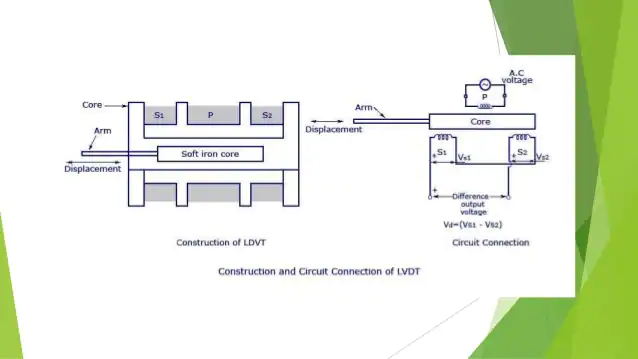 Core
S1
P
S2
Arm
Soft iron core
Displacement
Construction of LDVT
A.C
voltage
P
Arm
Core
Displacement
S1
Vs1
S2
Vs2
+
+
+
Difference
output
voltage
Vd=(VS1 - VS2)
Circuit Connection
Construction and Circuit Connection of LVDT